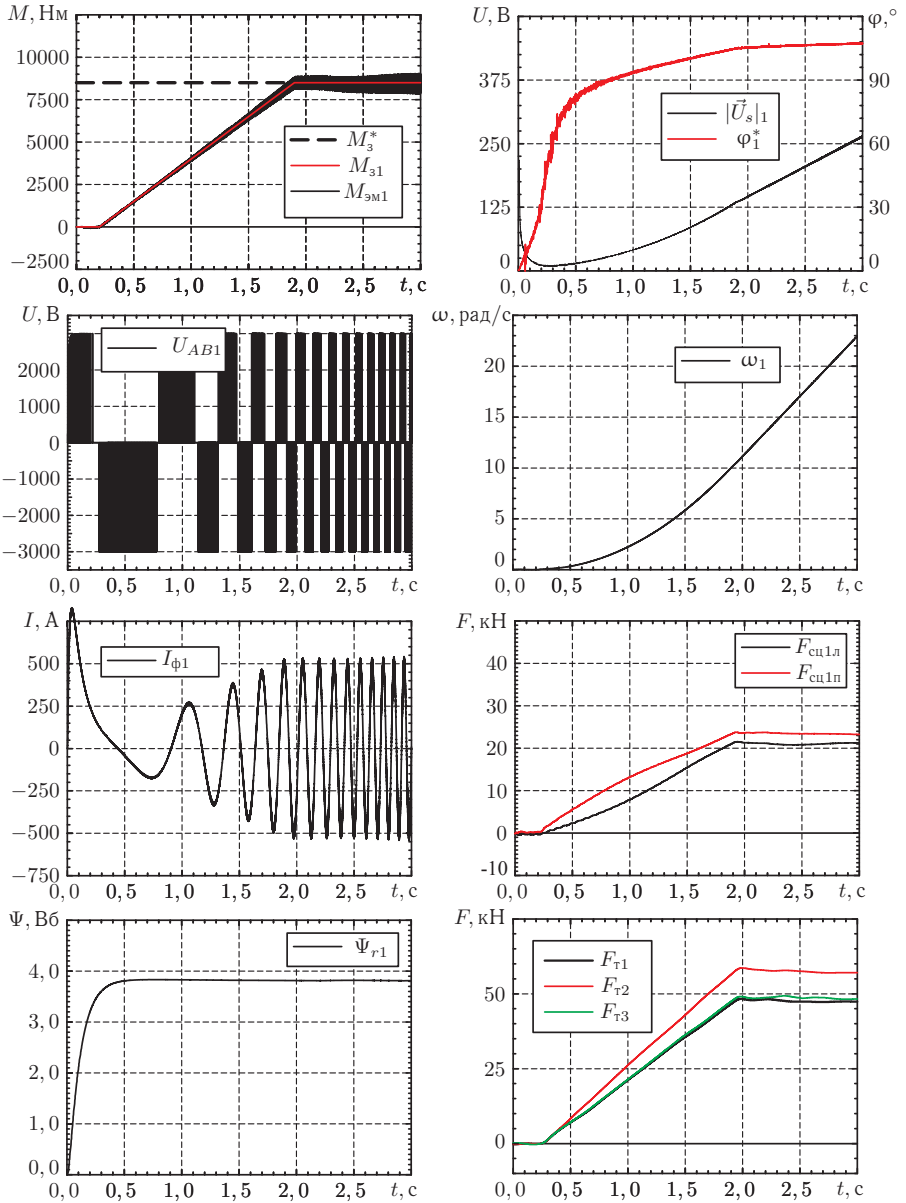 M, Нм
10000
7500
5000
2500
0
−2500
M*з
Mз1
Mэм1
0,0 0,5 1,0 1,5 2,0 2,5 t, с
U, В
φ,°
375
250
125
0
90
60
30
0
|U⃗s|1
φ*1
0,0 0,5 1,0 1,5 2,0 2,5 t, с
U, В
2000
1000
0
−1000
−2000
−3000
UAB1
0,0 0,5 1,0 1,5 2,0 2,5 t, с
ω, рад/с
20
15
10
5
0
ω1
0,0 0,5 1,0 1,5 2,0 2,5 t, с
I, А
500
250
0
−250
−500
−750
Iф1
0,0 0,5 1,0 1,5 2,0 2,5 t, с
F, кН
40
30
20
10
0
-10
Fсц1л
Fсц1п
0,0 0,5 1,0 1,5 2,0 2,5 t, с
Ψ, Вб
4,0
3,0
2,0
1,0
0,0
Ψr1
0,0 0,5 1,0 1,5 2,0 2,5 t, с
F, кН
50
25
0
Fт1
Fт2
Fт3
0,0 0,5 1,0 1,5 2,0 2,5 t, с